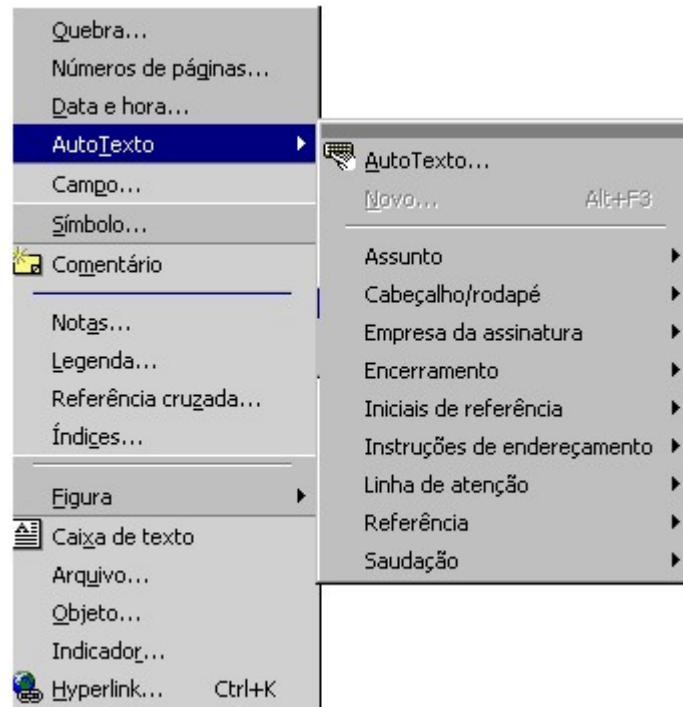 Quebra...
Números de páginas...
Data e hora...
AutoTexto
Campo...
Símbolo...
Comentário
Notas...
Legenda...
Referência cruzada...
Índices...
Figura
Caixa de texto
Arquivo...
Objeto...
Indicador...
Hyperlink... Ctrl+K
AutoTexto...
Novo... Alt+F3
Assunto
Cabeçalho/rodapé
Empresa da assinatura
Encerramento
Iniciais de referência
Instruções de endereçamento
Linha de atenção
Referência
Saudação